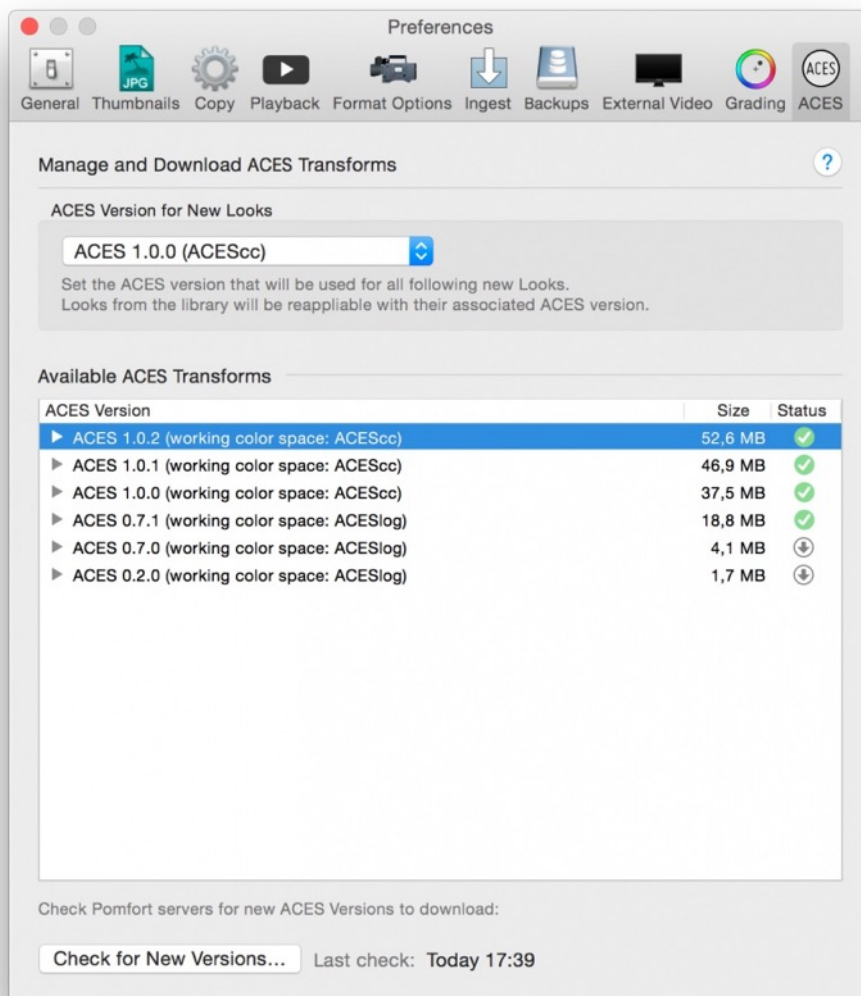 Preferences
JPG
ACES
General Thumbnails Copy Playback Format Options Ingest Backups External Video Grading ACES
Manage and Download ACES Transforms
?
ACES Version for New Looks
ACES 1.0.0 (ACEScc)
Set the ACES version that will be used for all following new Looks.
Looks from the library will be reappliable with their associated ACES version.
Available ACES Transforms
ACES Version Size Status
ACES 1.0.2 (working color space: ACEScc) 52,6 MB
ACES 1.0.1 (working color space: ACEScc) 46,9 MB
ACES 1.0.0 (working color space: ACEScc) 37,5 MB
ACES 0.7.1 (working color space: ACESlog) 18,8 MB
ACES 0.7.0 (working color space: ACESlog) 4,1 MB
ACES 0.2.0 (working color space: ACESlog) 1,7 MB
Check Pomfort servers for new ACES Versions to download:
Check for New Versions... Last check: Today 17:39